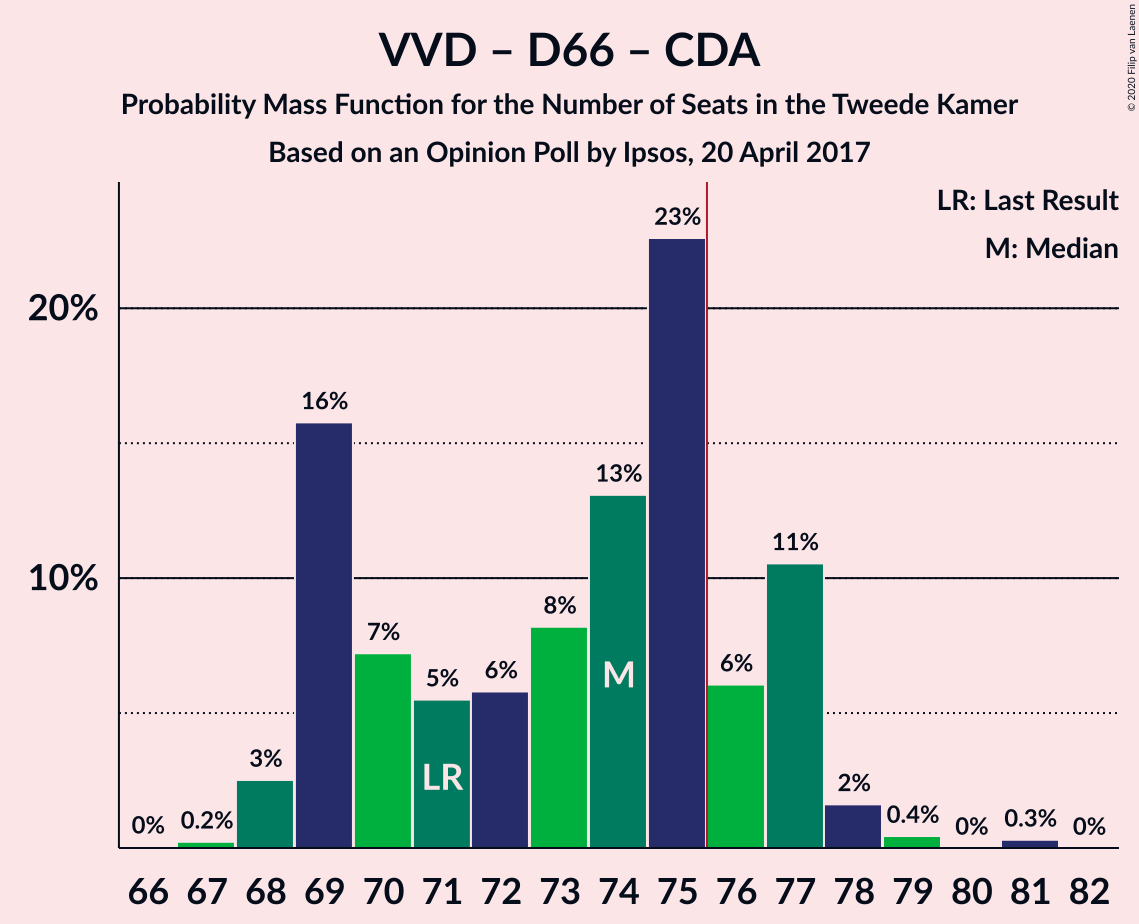 VVD – D66 – CDA
Probability Mass Function for the Number of Seats in the Tweede Kamer
Based on an Opinion Poll by Ipsos, 20 April 2017
© 2020 Filip van Laenen
LR: Last Result
M: Median
20%
10%
0%
0.2%
3%
16%
7%
5%
6%
8%
13%
23%
6%
11%
2%
0.4%
0%
0.3%
0%
LR
M
66 67 68 69 70 71 72 73 74 75 76 77 78 79 80 81 82